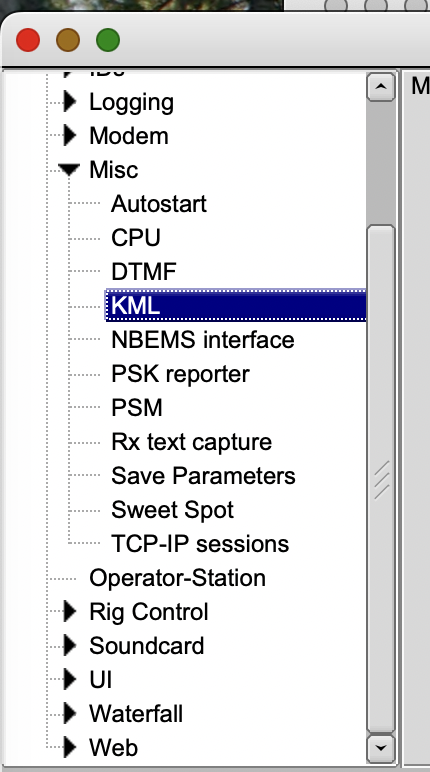 IDs
Logging
Modem
Misc
Autostart
CPU
DTMF
KML
NBEMS interface
PSK reporter
PSM
Rx text capture
Save Parameters
Sweet Spot
TCP-IP sessions
Operator-Station
Rig Control
Soundcard
UI
Waterfall
Web